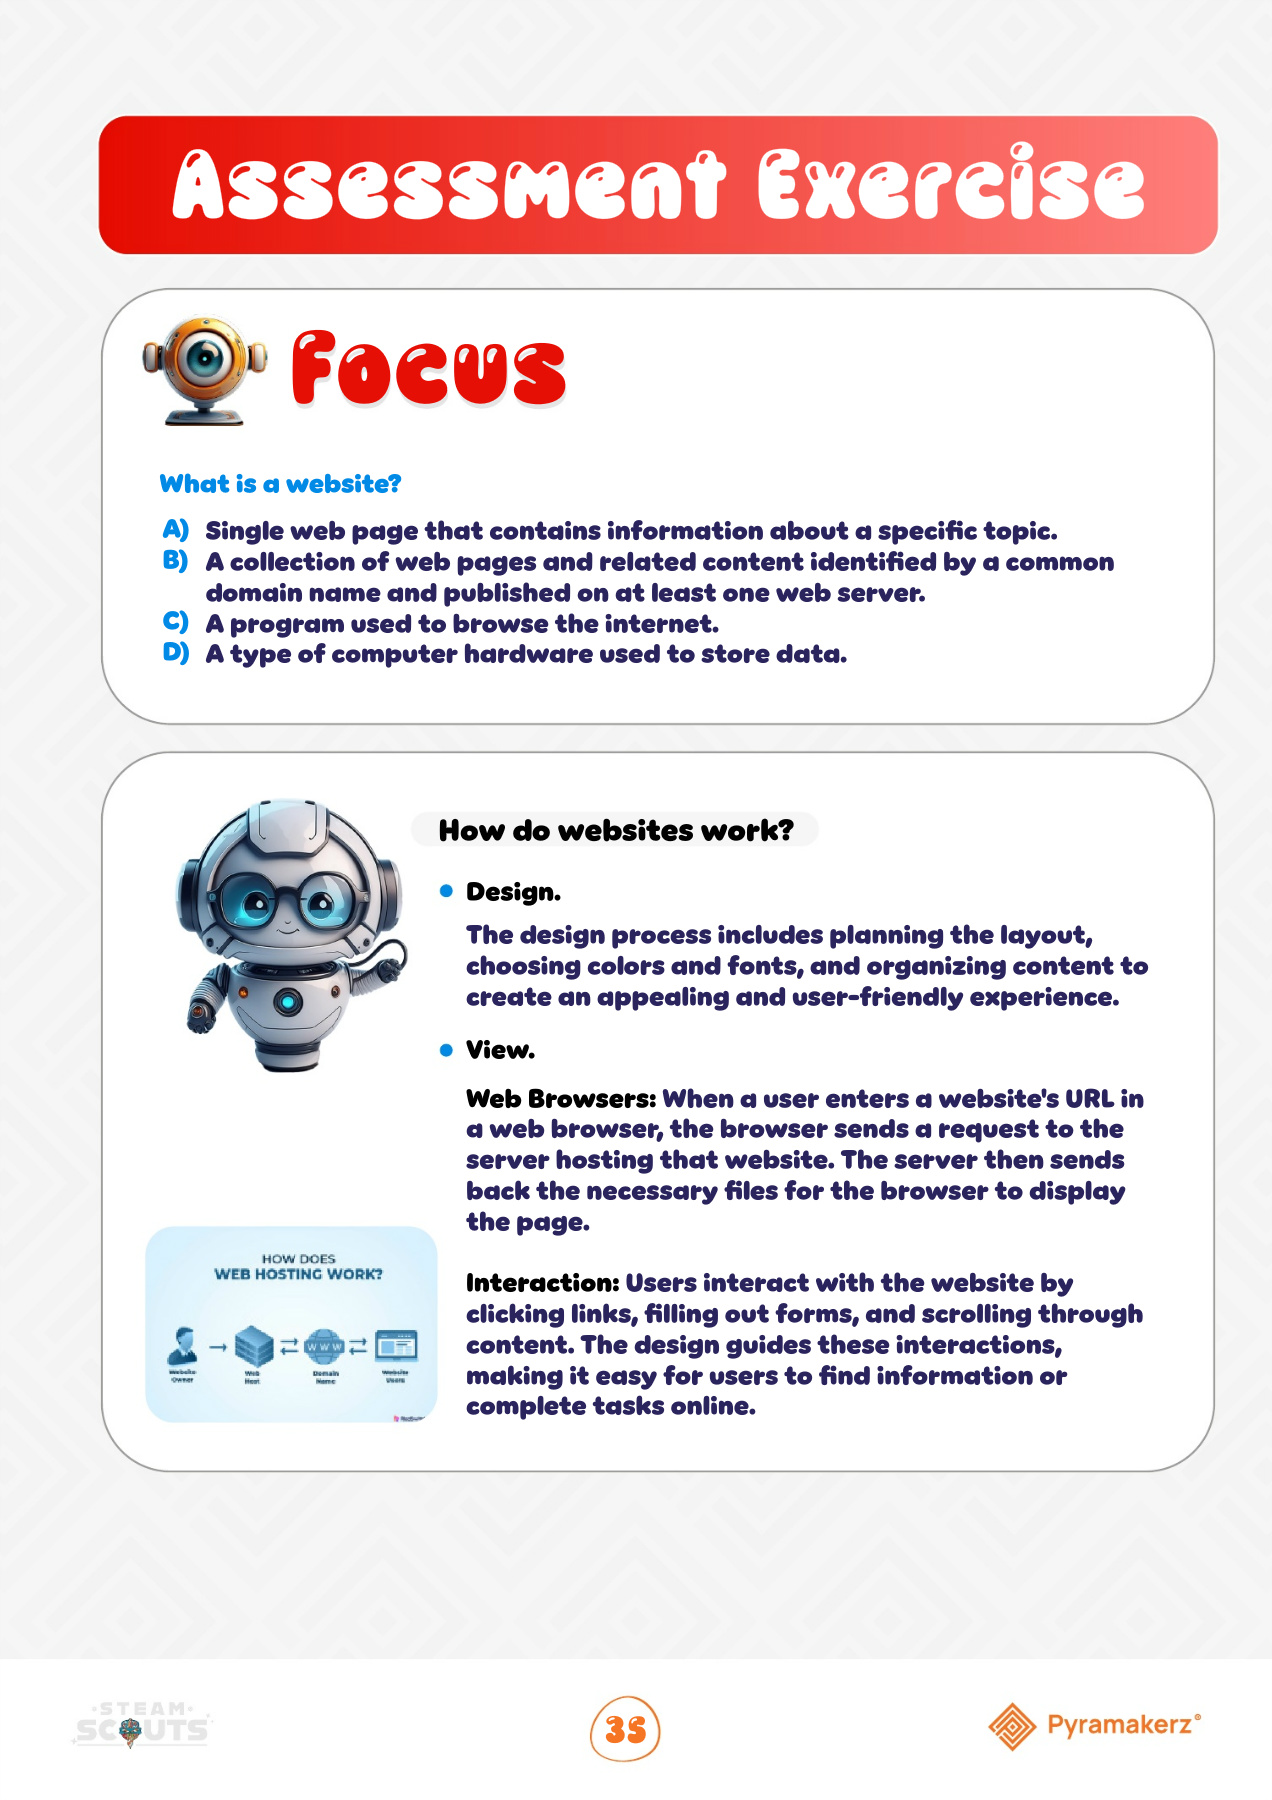 Assessment Exercise
Focus
What is a website?
A) Single web page that contains information about a specific topic.
B) A collection of web pages and related content identified by a common
domain name and published on at least one web server.
C) A program used to browse the internet.
D) A type of computer hardware used to store data.
How do websites work?
• Design.
The design process includes planning the layout,
choosing colors and fonts, and organizing content to
create an appealing and user-friendly experience.
• View.
Web Browsers: When a user enters a website's URL in
a web browser, the browser sends a request to the
server hosting that website. The server then sends
back the necessary files for the browser to display
the page.
Interaction: Users interact with the website by
clicking links, filling out forms, and scrolling through
content. The design guides these interactions,
making it easy for users to find information or
complete tasks online.
HOW DOES
WEB HOSTING WORK?
WWW
Website
Owner
Web
Host
Domain
Name
Website
Users
STEAM
SCOUTS
35
Pyramakerz®